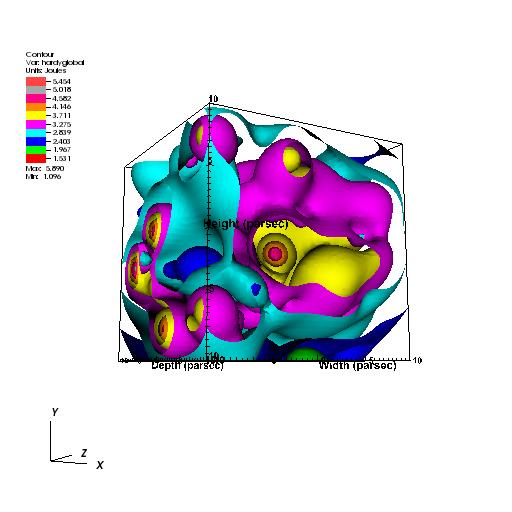 Contour
Var: hardyglobal
Units: Joules
5.454
5.018
4.582
4.146
3.711
3.275
2.839
2.403
1.967
1.531
Max: 5.890
Min: 1.096
10
Height (parsec)
10
Depth (parsec)
Width (parsec)
Y
Z
X